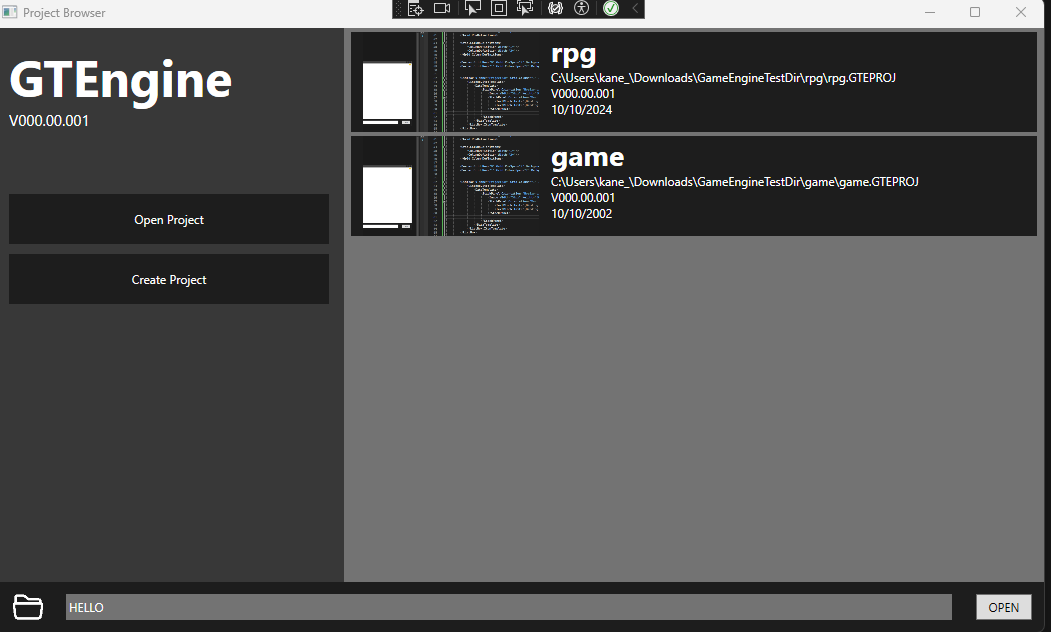 Project Browser
GTEngine
V000.00.001
Open Project
Create Project
rpg
C:\Users\kane_\Downloads\GameEngineTestDir\rpg\rpg.GTEPROJ
V000.00.001
10/10/2024
game
C:\Users\kane_\Downloads\GameEngineTestDir\game\game.GTEPROJ
V000.00.001
10/10/2002
HELLO
OPEN